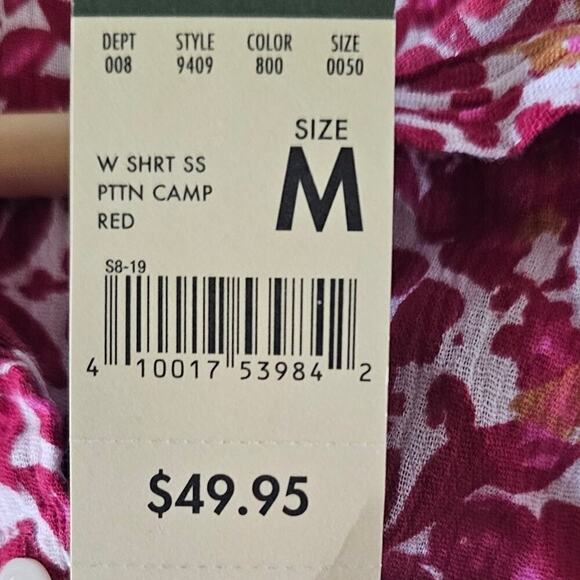 DEPT STYLE COLOR SIZE
008 9409 800 0050
SIZE
M
W SHRT SS
PTTN CAMP
RED
S8-19
4 10017 53984 2
$49.95